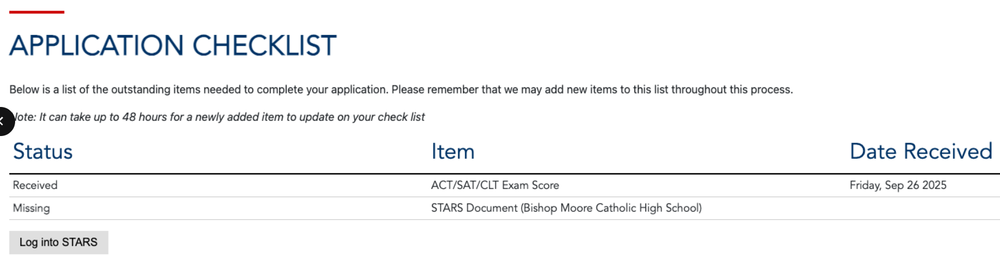 APPLICATION CHECKLIST
Below is a list of the outstanding items needed to complete your application. Please remember that we may add new items to this list throughout this process.
ote: It can take up to 48 hours for a newly added item to update on your check list
Status Item Date Received
Received ACT/SAT/CLT Exam Score Friday, Sep 26 2025
Missing STARS Document (Bishop Moore Catholic High School)
Log into STARS